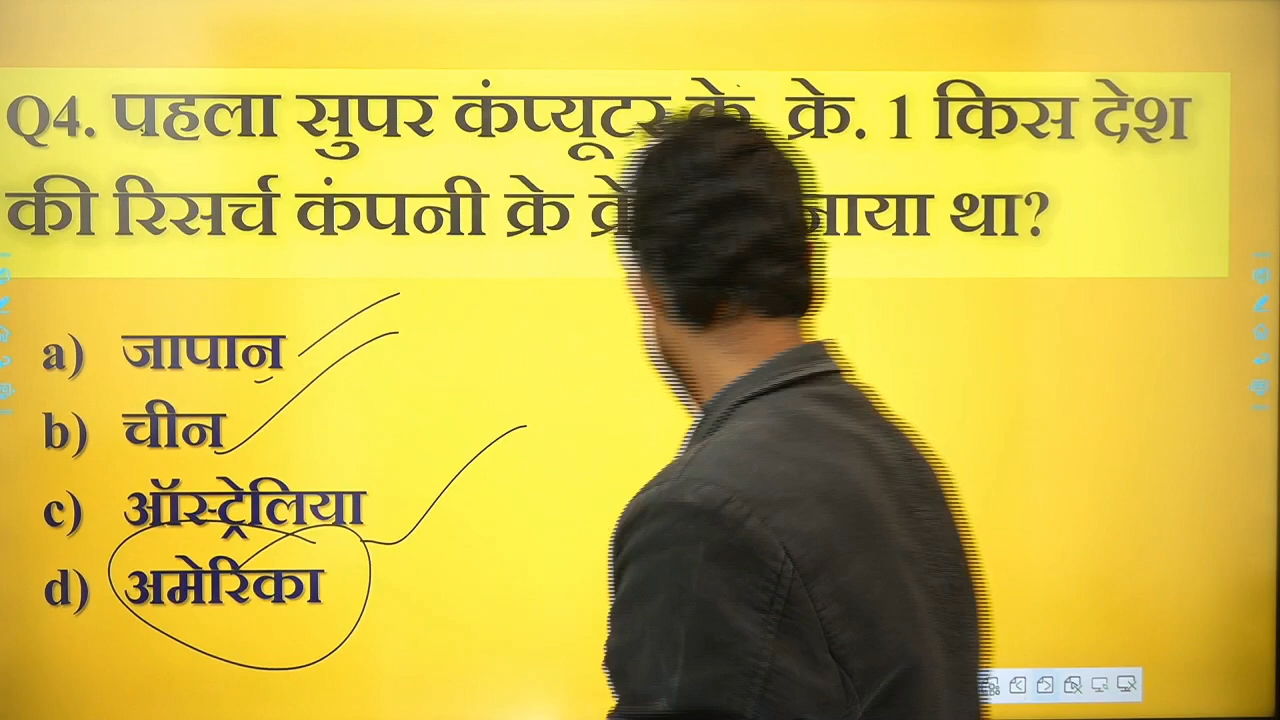 Q4. पहला सुपर कंप्यूटर के. क्रे. 1 किस देश
की रिसर्च कंपनी क्रे था?
a) जापान
b) चीन
c) ऑस्ट्रेलिया
d) अमेरिका